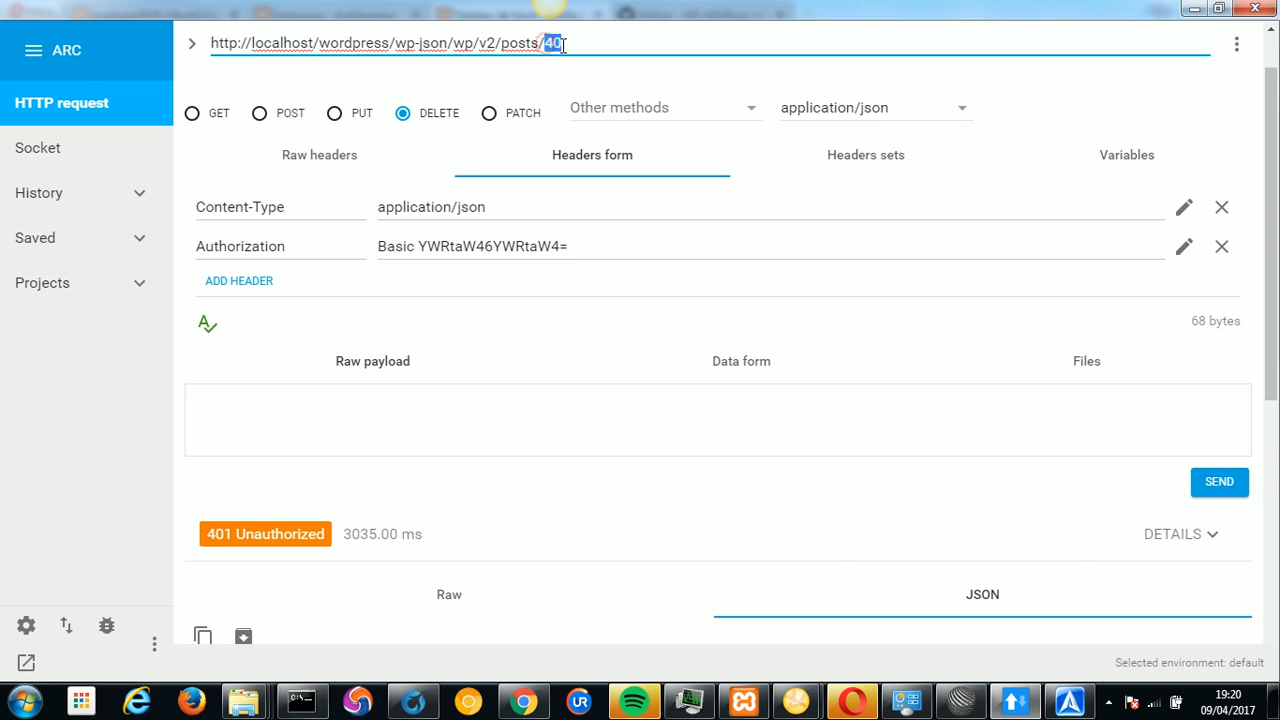 ARC
http://localhost/wordpress/wp-json/wp/v2/posts/40
HTTP request
GET
POST
PUT
DELETE
PATCH
Other methods
application/json
Socket
Raw headers
Headers form
Headers sets
Variables
History
Content-Type
application/json
Saved
Authorization
Basic YWRtaW46YWRtaW4=
Projects
ADD HEADER
68 bytes
Raw payload
Data form
Files
SEND
401 Unauthorized
3035.00 ms
DETAILS
Raw
JSON
Selected environment: default
UR
19:20
09/04/2017